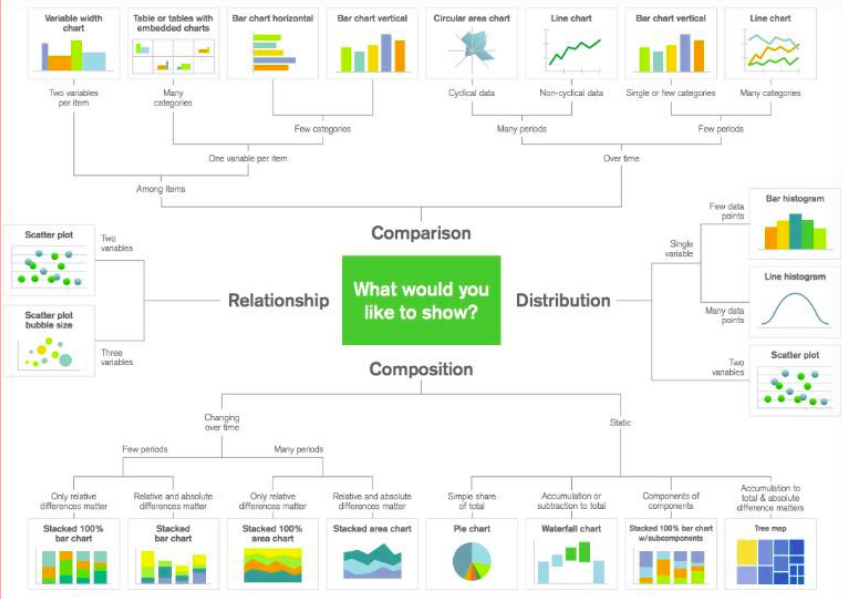 Variable width
chart
Table or tables with
embedded charts
Bar chart horizontal
Bar chart vertical
Circular area chart
Line chart
Bar chart vertical
Line chart
Two variables
per item
Many
categories
Cyclical data
Non-cyclical data
Single or few categories
Many categories
Few categories
Many periods
Few periods
One variable per item
Over time
Among items
Comparison
Scatter plot
Two
variables
Scatter plot
bubble size
Three
variables
Relationship
What would you
like to show?
Distribution
Single
variable
Few data
points
Bar histogram
Many data
points
Line histogram
Two
variables
Scatter plot
Composition
Changing
over time
Static
Few periods
Many periods
Only relative
differences matter
Relative and absolute
differences matter
Only relative
differences matter
Relative and absolute
differences matter
Simple share
of total
Accumulation or
subtraction to total
Components of
components
Accumulation to
total & absolute
difference matters
Stacked 100%
bar chart
Stacked
bar chart
Stacked 100%
area chart
Stacked area chart
Pie chart
Waterfall chart
Stacked 100% bar chart
w/subcomponents
Tree map